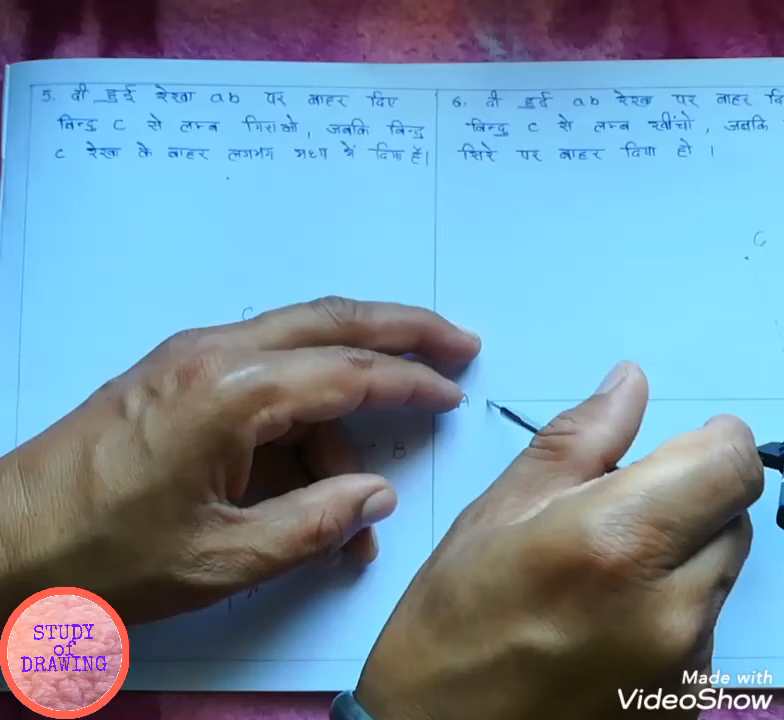 5. दी हुई रेखा ab पर बाहर दिए
बिन्दु C से लम्ब गिराओ, जबकि बिन्दु
C रेखा के बाहर लगभग मध्य में दिया है।
6. दी हुई ab रेखा पर बाहर
बिन्दु C से लम्ब खींचो, जबकि
सिरे पर बाहर दिया हो ।
C
C
A
B
STUDY
of
DRAWING
Made with
VideoShow